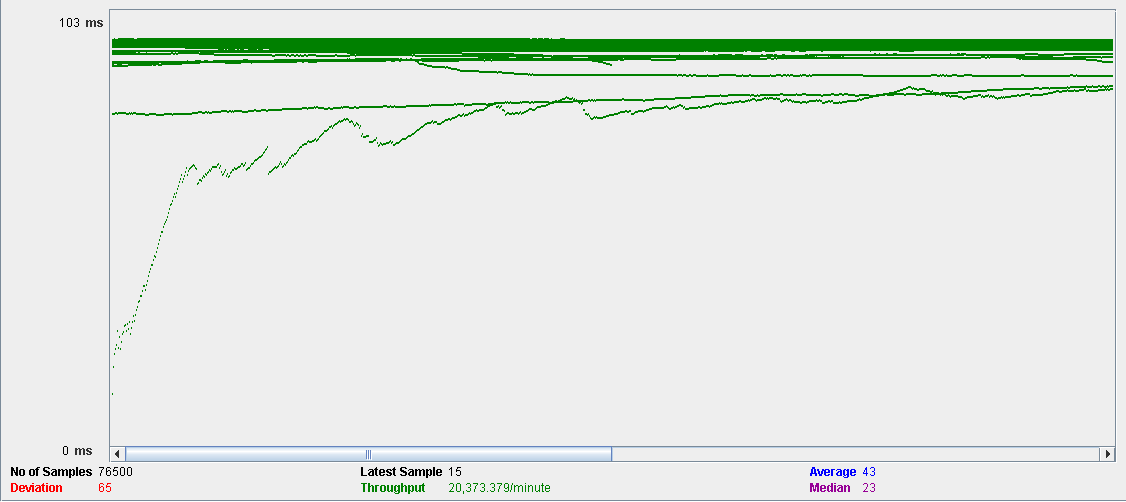 103 ms
0 ms
No of Samples 76500 Latest Sample 15 Average 43
Deviation 65 Throughput 20,373.379/minute Median 23